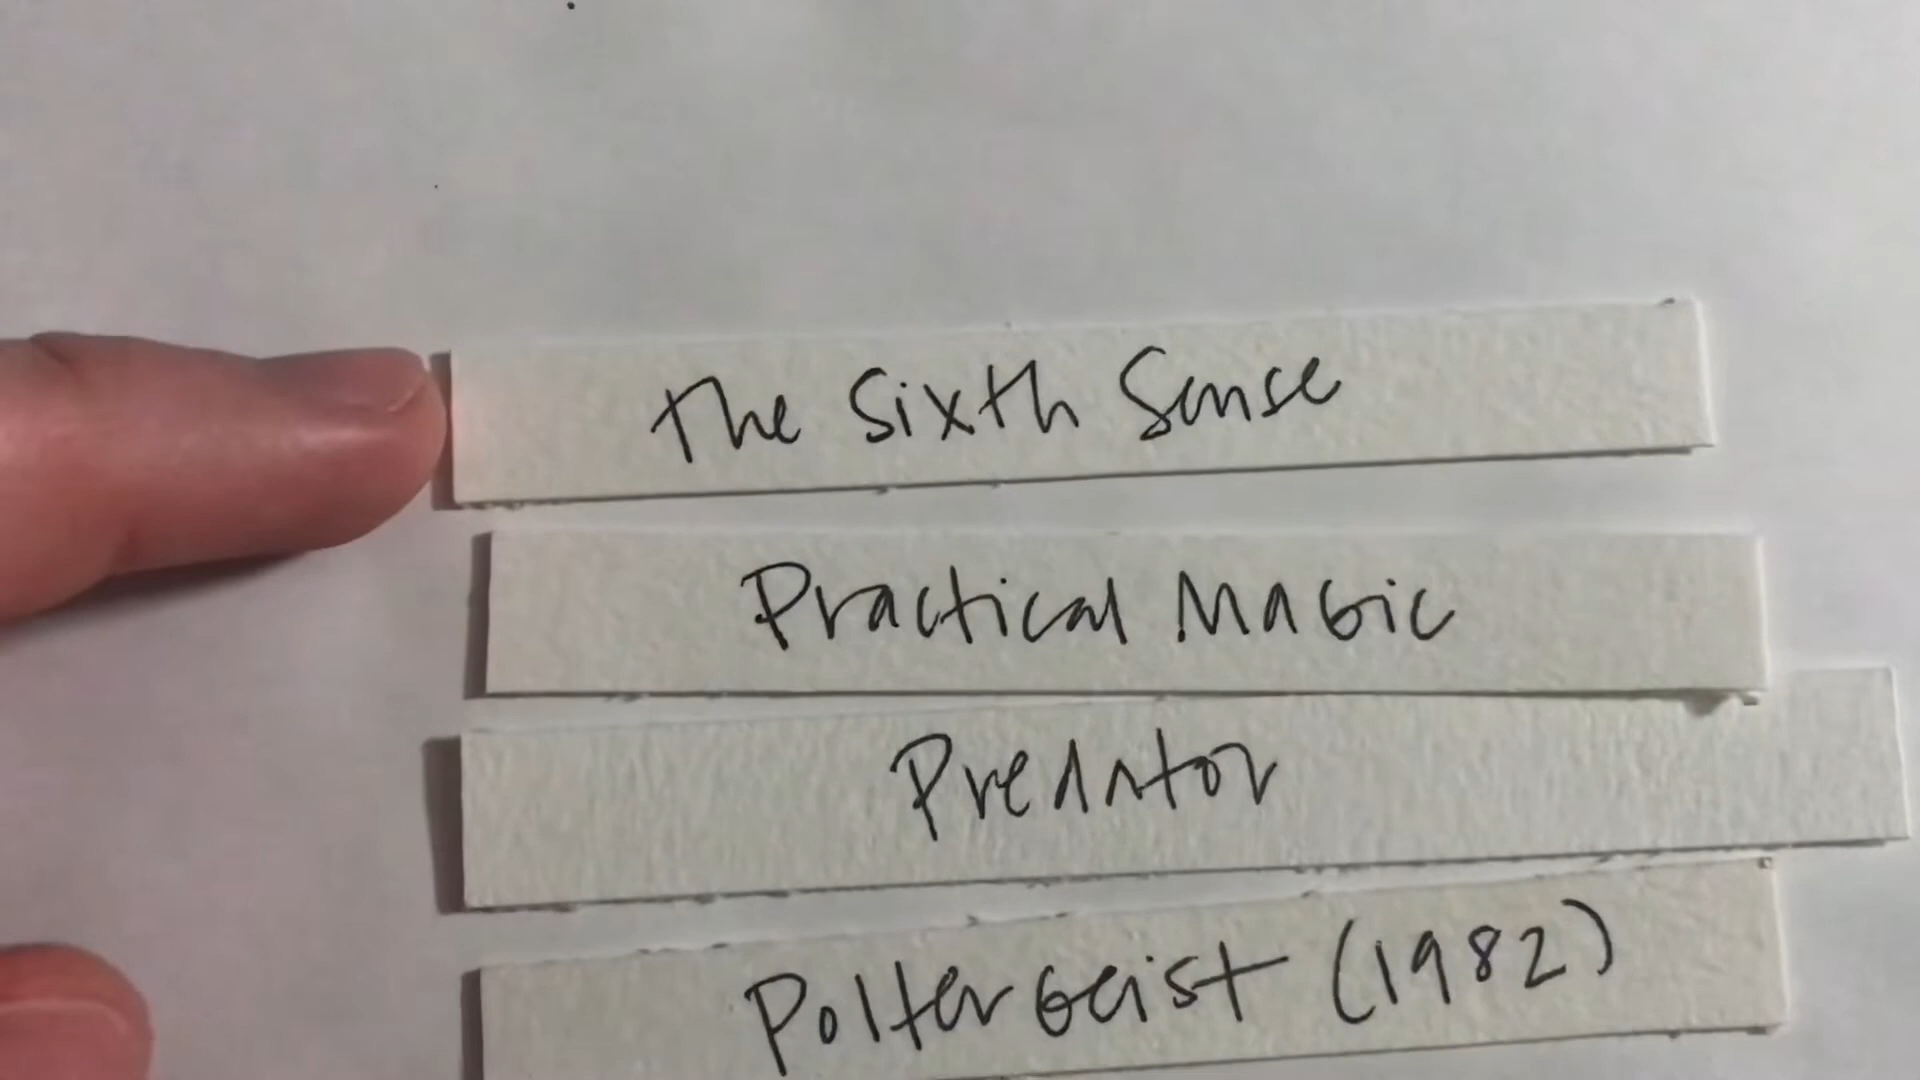 The Sixth Sense
Practical Magic
Predator
Poltergeist (1982)